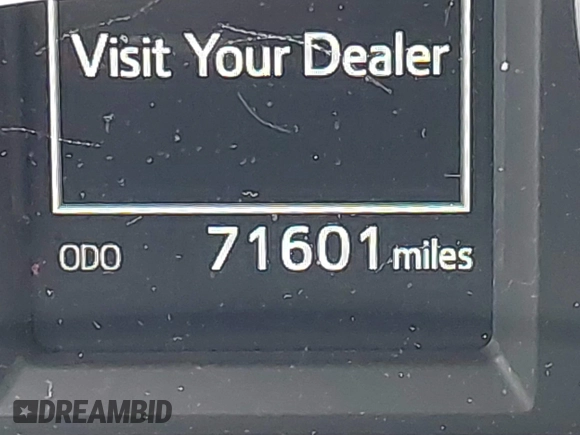 Visit Your Dealer
ODO 71601 miles
DREAMBID